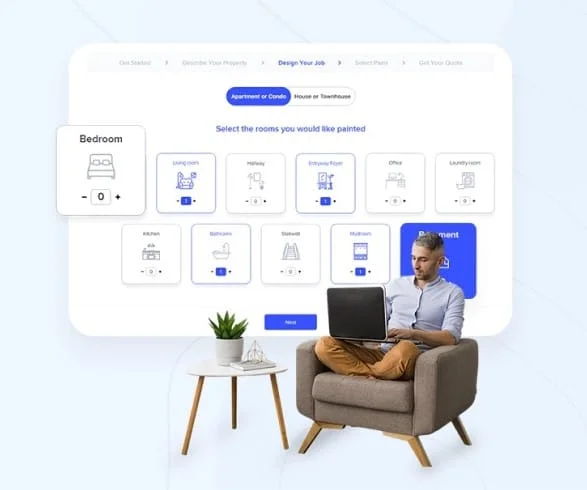 Get Started > Describe Your Property > Design Your Job > Select Paint > Get Your Quote
Apartment or Condo House or Townhouse
Select the rooms you would like painted
Bedroom
- 0 +
Living room Hallway Entryway/Foyer Office Laundry room
- 1 + - 0 + - 1 + - 0 + - 0 +
Kitchen Bathroom Stairwell Mudroom
- 0 + - 1 + - 0 + - 1 +
Next